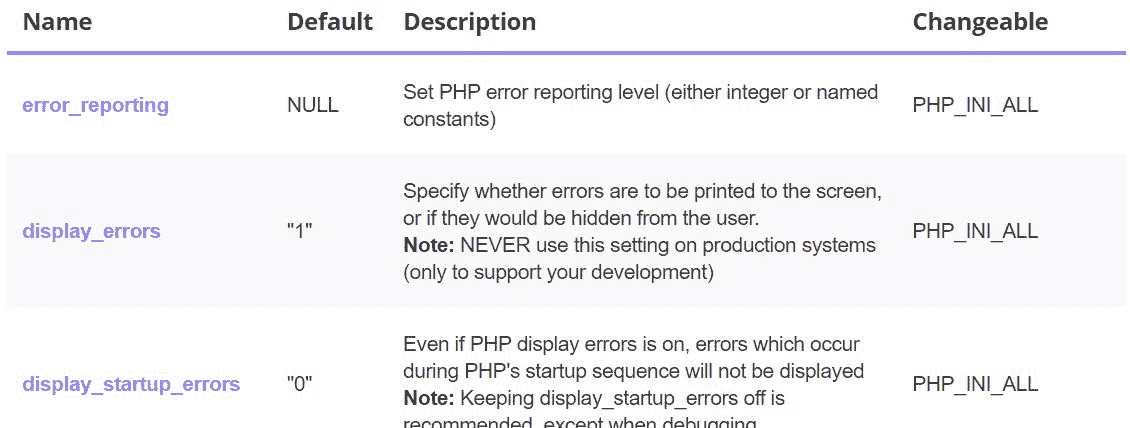 Name Default Description Changeable
error_reporting NULL Set PHP error reporting level (either integer or named constants) PHP_INI_ALL
display_errors "1" Specify whether errors are to be printed to the screen,
or if they would be hidden from the user.
Note: NEVER use this setting on production systems
(only to support your development) PHP_INI_ALL
display_startup_errors "0" Even if PHP display errors is on, errors which occur
during PHP's startup sequence will not be displayed
Note: Keeping display_startup_errors off is
recommended, except when debugging PHP_INI_ALL